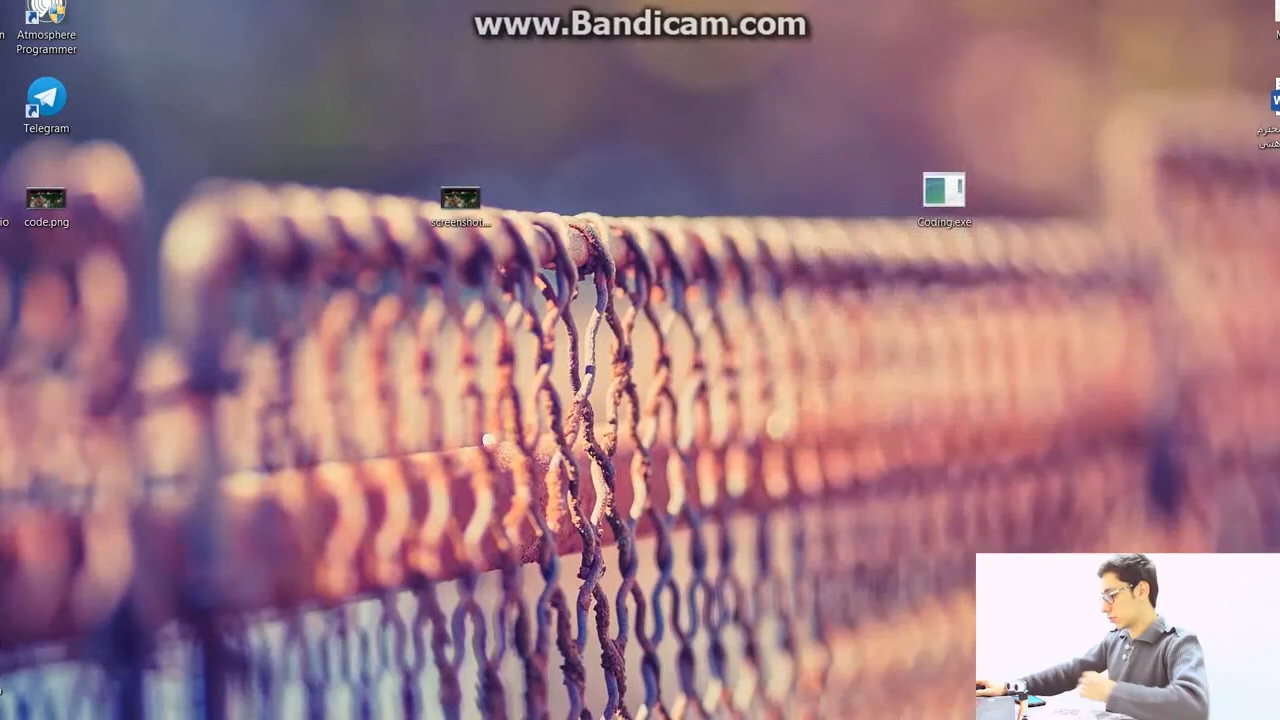 www.Bandicam.com
Atmosphere
Programmer
Telegram
code.png
screenshot...
Coding.exe